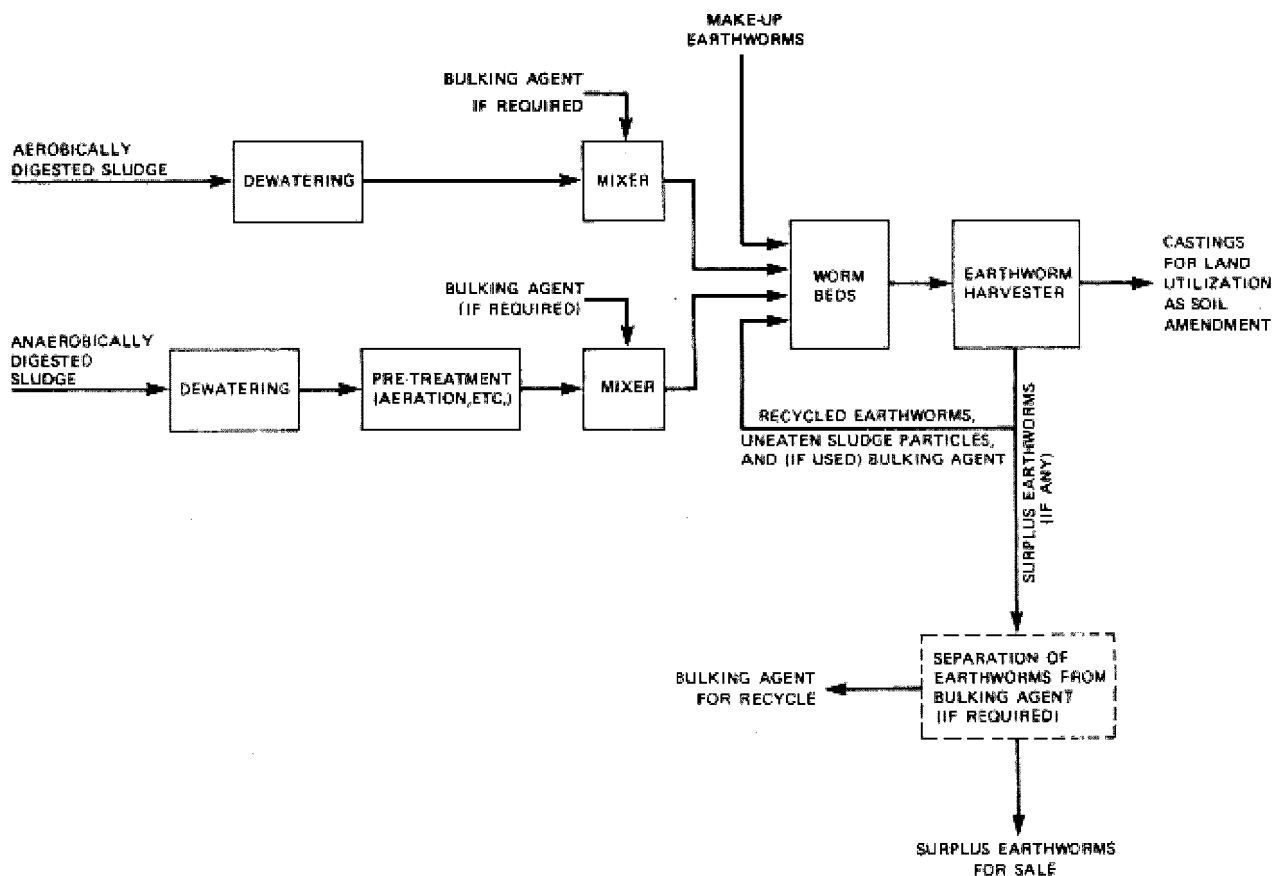 MAKE-UP
EARTHWORMS
BULKING AGENT
IF REQUIRED
AEROBICALLY
DIGESTED SLUDGE
DEWATERING
MIXER
BULKING AGENT
(IF REQUIRED)
WORM
BEDS
EARTHWORM
HARVESTER
CASTINGS
FOR LAND
UTILIZATION
AS SOIL
AMENDMENT
ANAEROBICALLY
DIGESTED
SLUDGE
DEWATERING
PRE-TREATMENT
(AERATION,ETC,)
MIXER
RECYCLED EARTHWORMS,
UNEATEN SLUDGE PARTICLES,
AND (IF USED) BULKING AGENT
SURPLUS EARTHWORMS
(IF ANY)
SEPARATION OF
EARTHWORMS FROM
BULKING AGENT
(IF REQUIRED)
BULKING AGENT
FOR RECYCLE
SURPLUS EARTHWORMS
FOR SALE